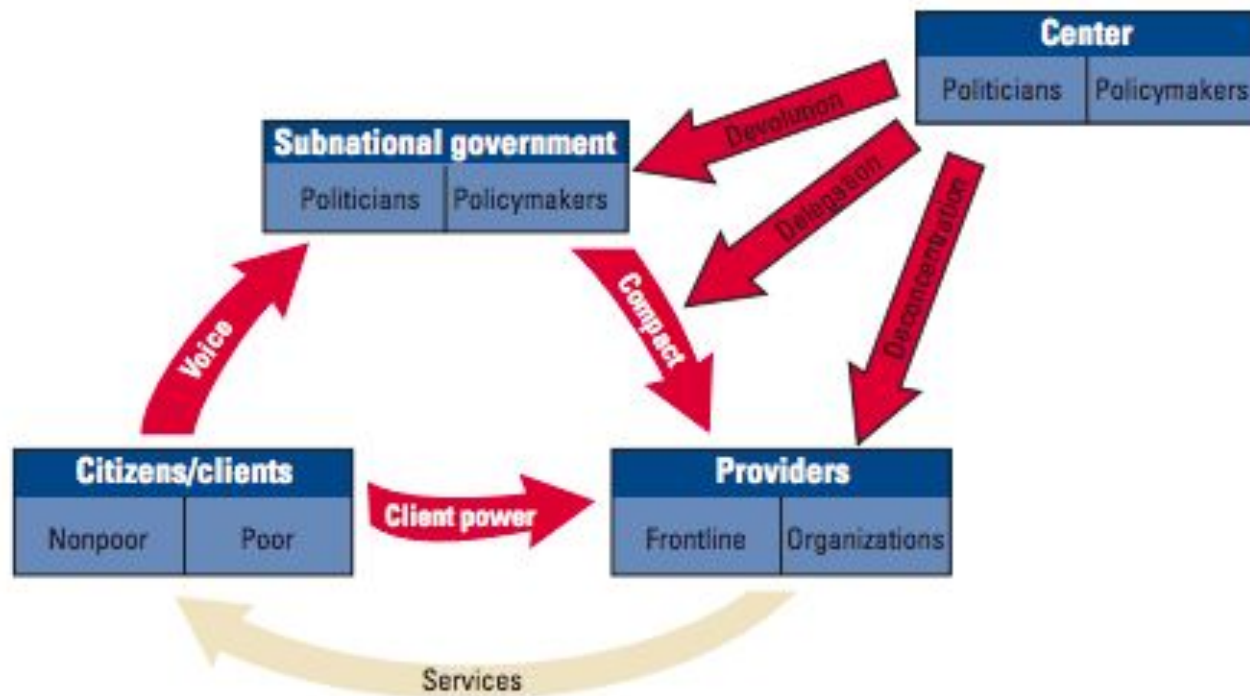 Center
Politicians Policymakers
Devolution
Subnational government
Politicians Policymakers
Delegation
Deconcentration
Voice
Compact
Citizens/clients
Nonpoor Poor
Client power
Providers
Frontline Organizations
Services